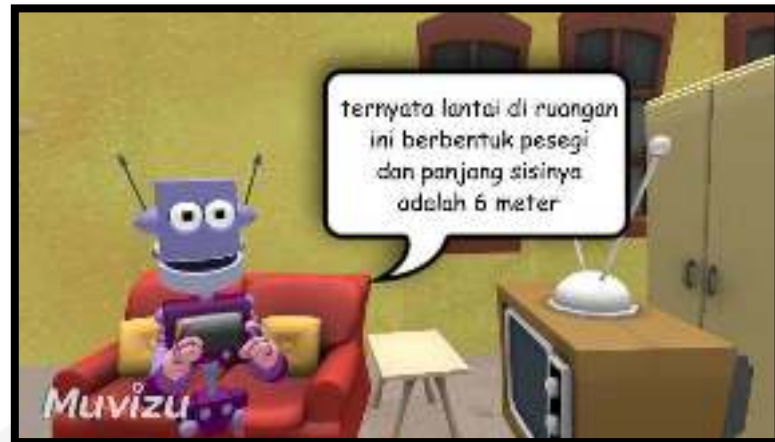 ternyata lantai di ruangan
ini berbentuk pesegi
dan panjang sisinya
adalah 6 meter
Muvizu